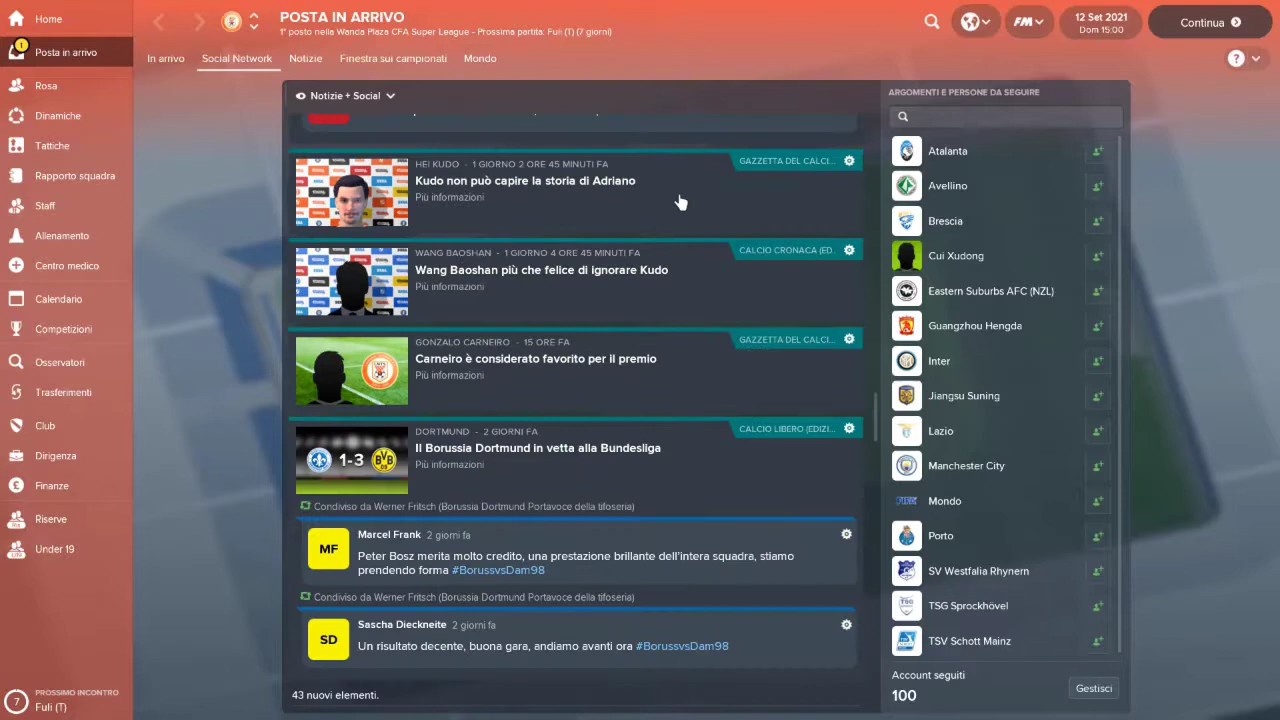 Home
POSTA IN ARRIVO
1° posto nella Wanda Plaza CFA Super League - Prossima partita: Fuli (T) (7 giorni)
FM
12 Set 2021
Dom 15:00
Continua
1
Posta in arrivo
In arrivo
Social Network
Notizie
Finestra sui campionati
Mondo
?
Rosa
Dinamiche
Tattiche
Rapporto squadra
Staff
Allenamento
Centro medico
Calendario
Competizioni
Osservatori
Trasferimenti
Club
Dirigenza
Finanze
Riserve
Under 19
7
PROSSIMO INCONTRO
Fuli (T)
Notizie + Social
HEI KUDO - 1 GIORNO 2 ORE 45 MINUTI FA
GAZZETTA DEL CALCI...
Kudo non può capire la storia di Adriano
Più informazioni
WANG BAOSHAN - 1 GIORNO 4 ORE 45 MINUTI FA
CALCIO CRONACA (ED...
Wang Baoshan più che felice di ignorare Kudo
Più informazioni
GONZALO CARNEIRO - 15 ORE FA
GAZZETTA DEL CALCI...
Carneiro è considerato favorito per il premio
Più informazioni
DORTMUND - 2 GIORNI FA
CALCIO LIBERO (EDIZI...
Il Borussia Dortmund in vetta alla Bundesliga
Più informazioni
1-3
BVB
09
Condiviso da Werner Fritsch (Borussia Dortmund Portavoce della tifoseria)
MF
Marcel Frank 2 giorni fa
Peter Bosz merita molto credito, una prestazione brillante dell'intera squadra, stiamo
prendendo forma #BorussvsDam98
Condiviso da Werner Fritsch (Borussia Dortmund Portavoce della tifoseria)
SD
Sascha Dieckneite 2 giorni fa
Un risultato decente, buona gara, andiamo avanti ora #BorussvsDam98
43 nuovi elementi.
ARGOMENTI E PERSONE DA SEGUIRE
Atalanta
Avellino
Brescia
Cui Xudong
Eastern Suburbs AFC (NZL)
Guangzhou Hengda
Inter
Jiangsu Suning
Lazio
Manchester City
Mondo
Porto
SV Westfalia Rhynern
TSG Sprockhövel
TSV Schott Mainz
Account seguiti
100
Gestisci